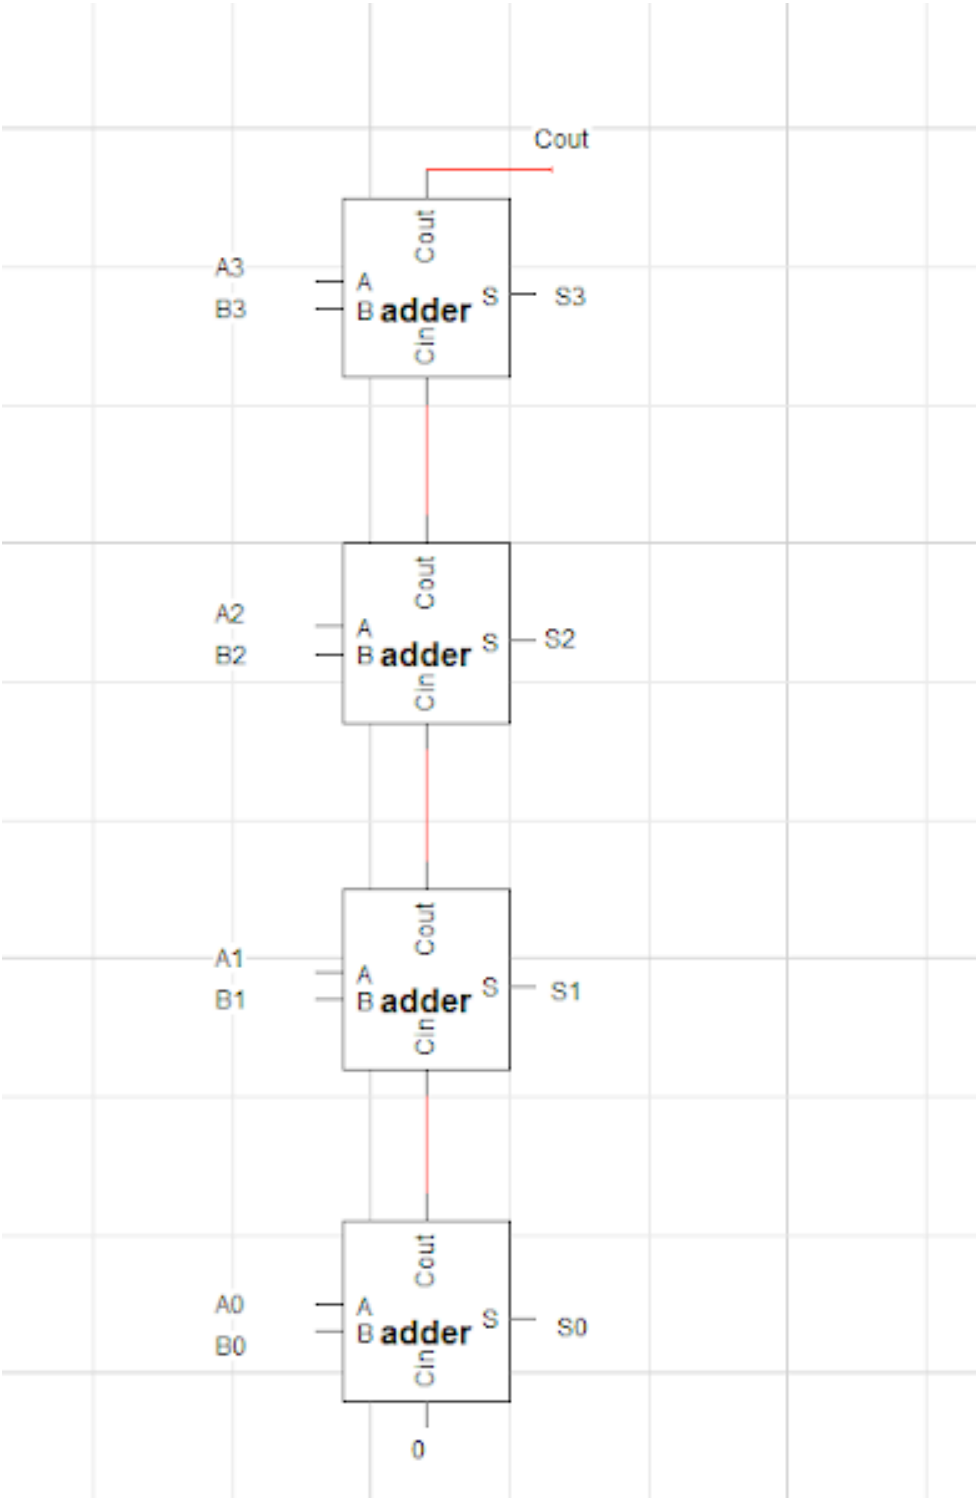 Cout
Cout
A3
A
B3
B
adder
S
S3
Cin
Cout
A2
A
B2
B
adder
S
S2
Cin
Cout
A1
A
B1
B
adder
S
S1
Cin
Cout
A0
A
B0
B
adder
S
S0
Cin
0